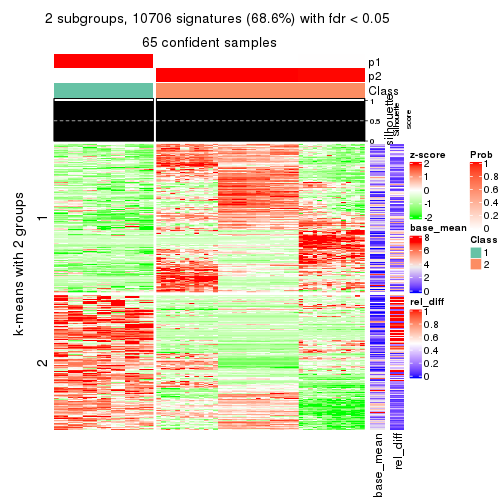 2 subgroups, 10706 signatures (68.6%) with fdr < 0.05
65 confident samples
p1
p2
Class
1
0.5
0
silhouette
Silhouette
score
k-means with 2 groups
1
2
base_mean
rel_diff
z-score
2
1
0
-1
-2
base_mean
8
6
4
2
0
rel_diff
1
0.8
0.6
0.4
0.2
0
Prob
1
0.8
0.6
0.4
0.2
0
Class
1
2